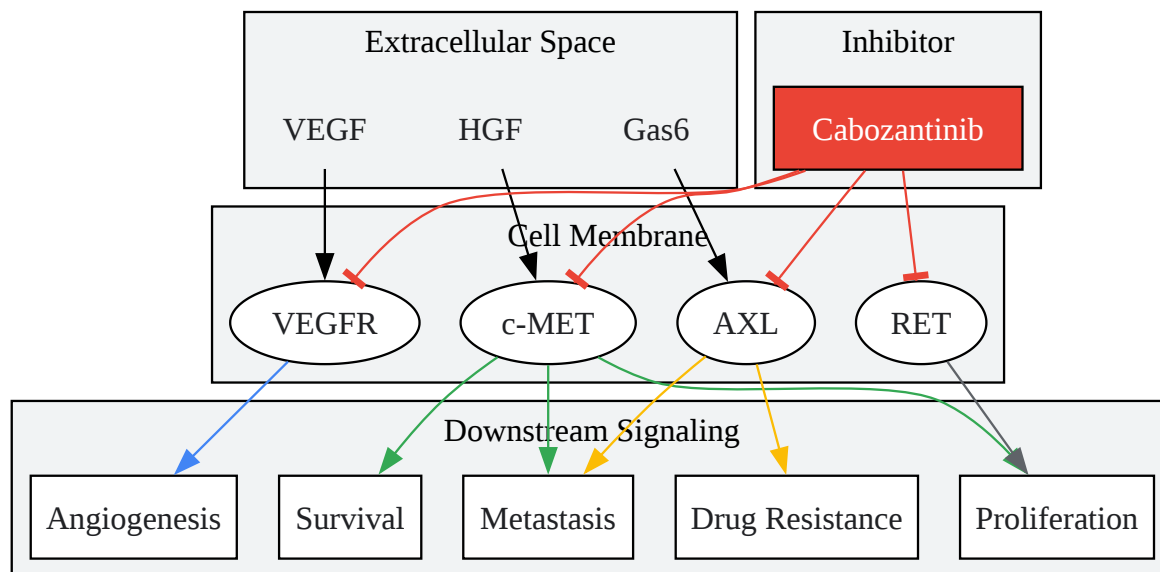 Extracellular Space
Inhibitor
VEGF
HGF
Gas6
Cabozantinib
Cell Membrane
VEGFR
c-MET
AXL
RET
Downstream Signaling
Angiogenesis
Survival
Metastasis
Drug Resistance
Proliferation